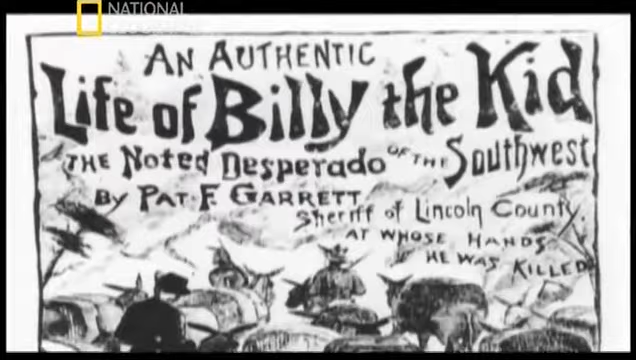 NATIONAL
AN AUTHENTIC
Life of Billy the Kid
THE Noted Desperado OF THE Southwest
By PAT. F. GARRETT
Sheriff of Lincoln County.
AT WHOSE HANDS
HE WAS KILLED